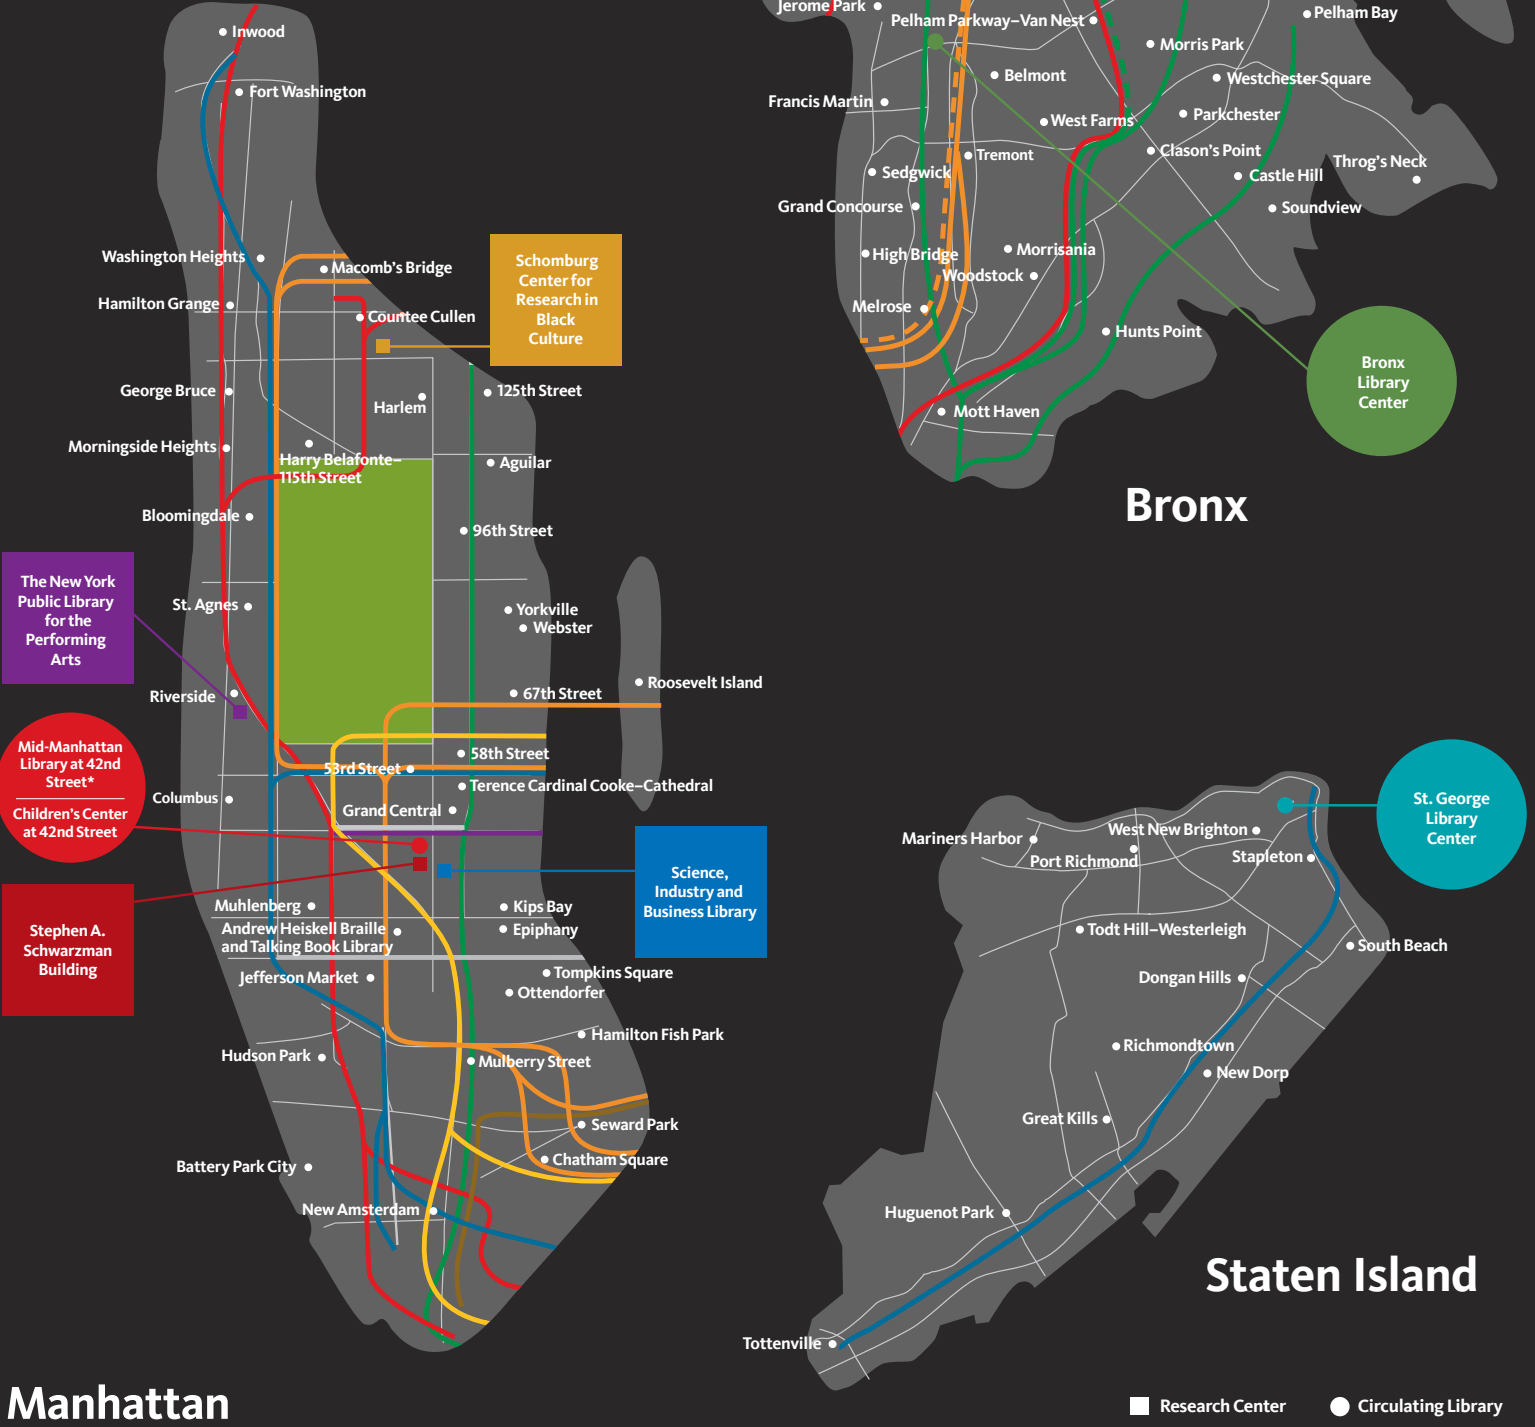 Inwood
Fort Washington
Washington Heights
Macomb's Bridge
Hamilton Grange
Countee Cullen
Schomburg
Center for
Research in
Black
Culture
George Bruce
125th Street
Harlem
Morningside Heights
Harry Belafonte–
115th Street
Aguilar
Bloomingdale
96th Street
The New York
Public Library
for the
Performing
Arts
St. Agnes
Yorkville
Webster
Riverside
67th Street
Roosevelt Island
Mid-Manhattan
Library at 42nd
Street*
Children's Center
at 42nd Street
58th Street
53rd Street
Terence Cardinal Cooke–Cathedral
Columbus
Grand Central
Science,
Industry and
Business Library
Stephen A.
Schwarzman
Building
Muhlenberg
Kips Bay
Andrew Heiskell Braille
and Talking Book Library
Epiphany
Jefferson Market
Tompkins Square
Ottendorfer
Hamilton Fish Park
Hudson Park
Mulberry Street
Seward Park
Battery Park City
Chatham Square
New Amsterdam
Manhattan
Jerome Park
Pelham Parkway–Van Nest
Pelham Bay
Morris Park
Belmont
Westchester Square
Francis Martin
West Farms
Parkchester
Tremont
Clason's Point
Throg's Neck
Sedgwick
Castle Hill
Grand Concourse
Soundview
High Bridge
Morrisania
Woodstock
Melrose
Hunts Point
Bronx
Library
Center
Mott Haven
Bronx
St. George
Library
Center
Mariners Harbor
West New Brighton
Port Richmond
Stapleton
Todt Hill–Westerleigh
South Beach
Dongan Hills
Richmondtown
New Dorp
Great Kills
Huguenot Park
Staten Island
Tottenville
Research Center
Circulating Library